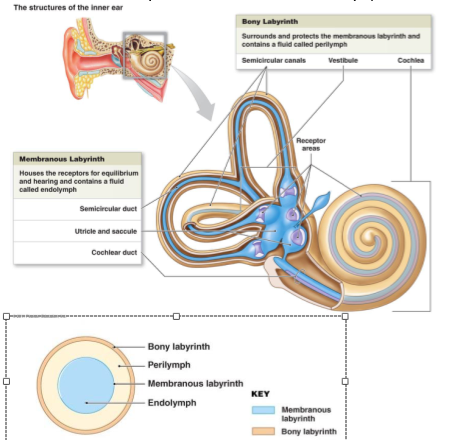 The structures of the inner ear
Bony Labyrinth
Surrounds and protects the membranous labyrinth and
contains a fluid called perilymph
Semicircular canals Vestibule Cochlea
Receptor
areas
Membranous Labyrinth
Houses the receptors for equilibrium
and hearing and contains a fluid
called endolymph
Semicircular duct
Utricle and saccule
Cochlear duct
Bony labyrinth
Perilymph
Membranous labyrinth
Endolymph
KEY
Membranous
labyrinth
Bony labyrinth